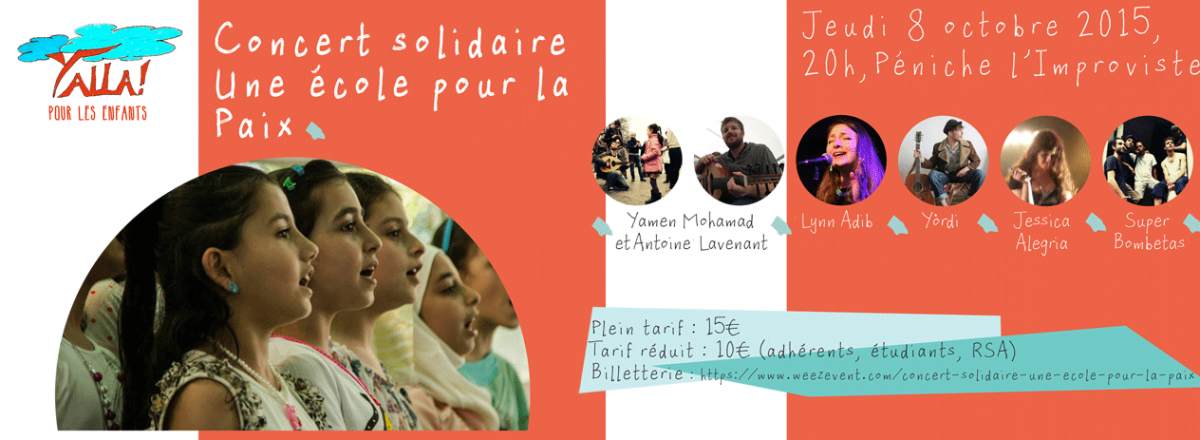 YALLA!
POUR LES ENFANTS
Concert solidaire
Une école pour la
Paix
Jeudi 8 octobre 2015,
20h, Péniche l'Improviste
Yamen Mohamad
et Antoine Lavenant
Lynn Adib
Yòrdi
Jessica
Alegria
Super
Bombetas
Plein tarif : 15€
Tarif réduit : 10€ (adhérents, étudiants, RSA)
Billetterie : https://www.weezevent.com/concert-solidaire-une-ecole-pour-la-paix